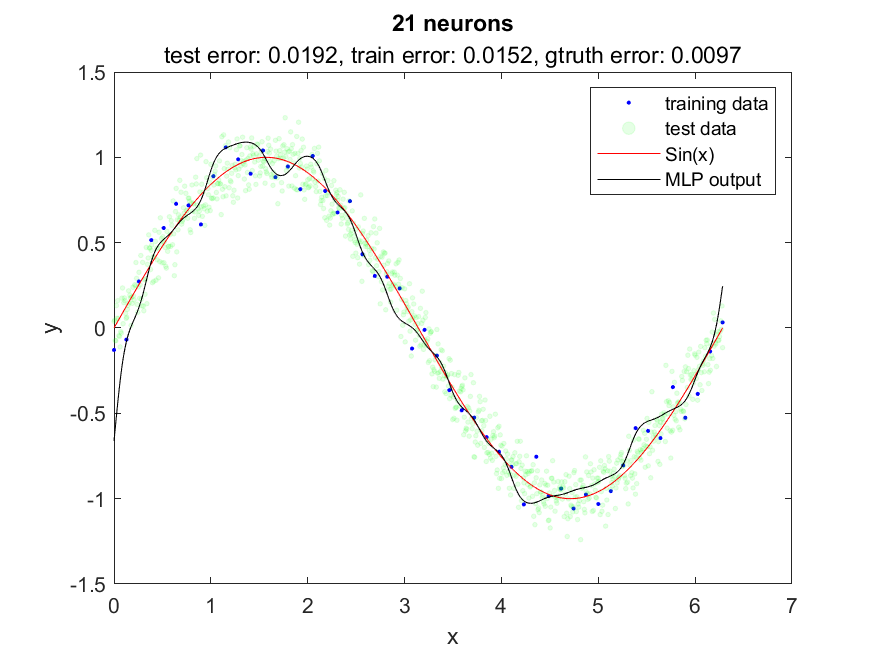 21 neurons
test error: 0.0192, train error: 0.0152, gtruth error: 0.0097
training data
test data
Sin(x)
MLP output
1.5
1
0.5
0
-0.5
-1
-1.5
y
0 1 2 3 4 5 6 7
x